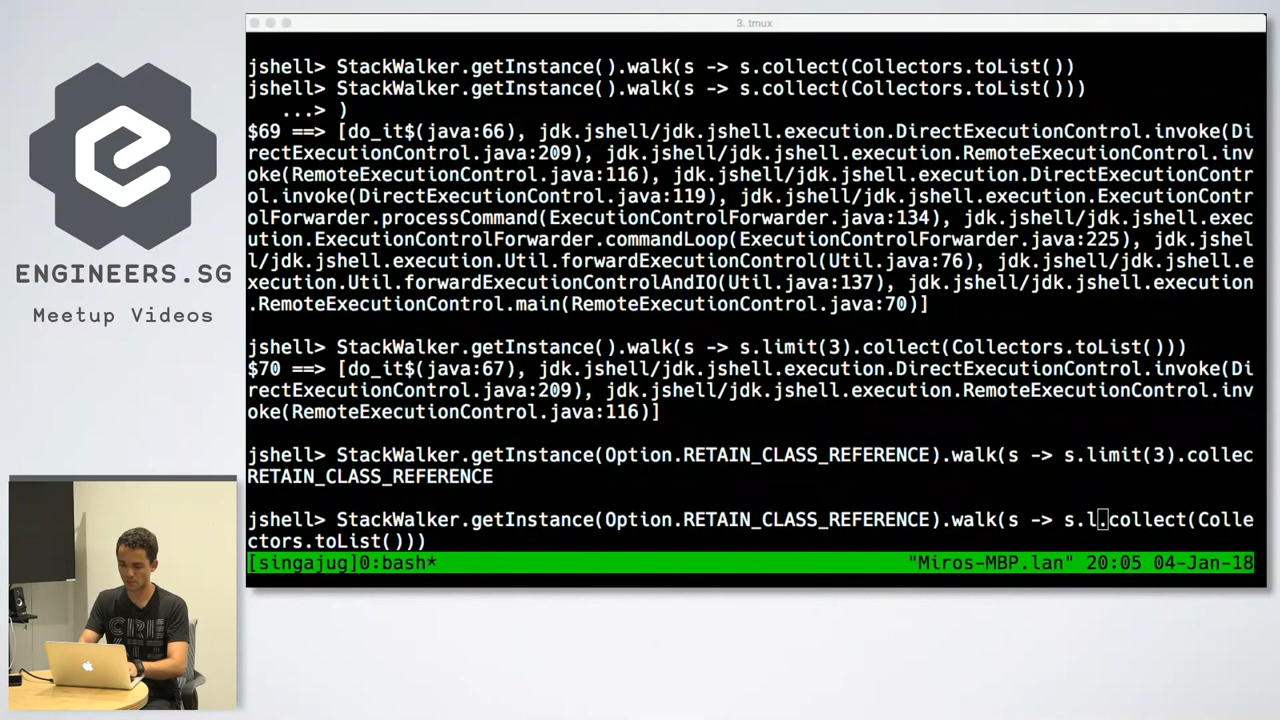 3. tmux
jshell> StackWalker.getInstance().walk(s -> s.collect(Collectors.toList())
jshell> StackWalker.getInstance().walk(s -> s.collect(Collectors.toList()))
...> )
$69 ==> [do_it$(java:66), jdk.jshell/jdk.jshell.execution.DirectExecutionControl.invoke(Di
rectExecutionControl.java:209), jdk.jshell/jdk.jshell.execution.RemoteExecutionControl.inv
oke(RemoteExecutionControl.java:116), jdk.jshell/jdk.jshell.execution.DirectExecutionContr
ol.invoke(DirectExecutionControl.java:119), jdk.jshell/jdk.jshell.execution.ExecutionContr
olForwarder.processCommand(ExecutionControlForwarder.java:134), jdk.jshell/jdk.jshell.exec
ution.ExecutionControlForwarder.commandLoop(ExecutionControlForwarder.java:225), jdk.jshel
l/jdk.jshell.execution.Util.forwardExecutionControl(Util.java:76), jdk.jshell/jdk.jshell.e
xecution.Util.forwardExecutionControlAndIO(Util.java:137), jdk.jshell/jdk.jshell.execution
.RemoteExecutionControl.main(RemoteExecutionControl.java:70)]
jshell> StackWalker.getInstance().walk(s -> s.limit(3).collect(Collectors.toList()))
$70 ==> [do_it$(java:67), jdk.jshell/jdk.jshell.execution.DirectExecutionControl.invoke(Di
rectExecutionControl.java:209), jdk.jshell/jdk.jshell.execution.RemoteExecutionControl.inv
oke(RemoteExecutionControl.java:116)]
jshell> StackWalker.getInstance(Option.RETAIN_CLASS_REFERENCE).walk(s -> s.limit(3).collec
RETAIN_CLASS_REFERENCE
jshell> StackWalker.getInstance(Option.RETAIN_CLASS_REFERENCE).walk(s -> s.l.collect(Colle
ctors.toList()))
[singajug]0:bash* "Miros-MBP.lan" 20:05 04-Jan-18
ENGINEERS.SG
Meetup Videos